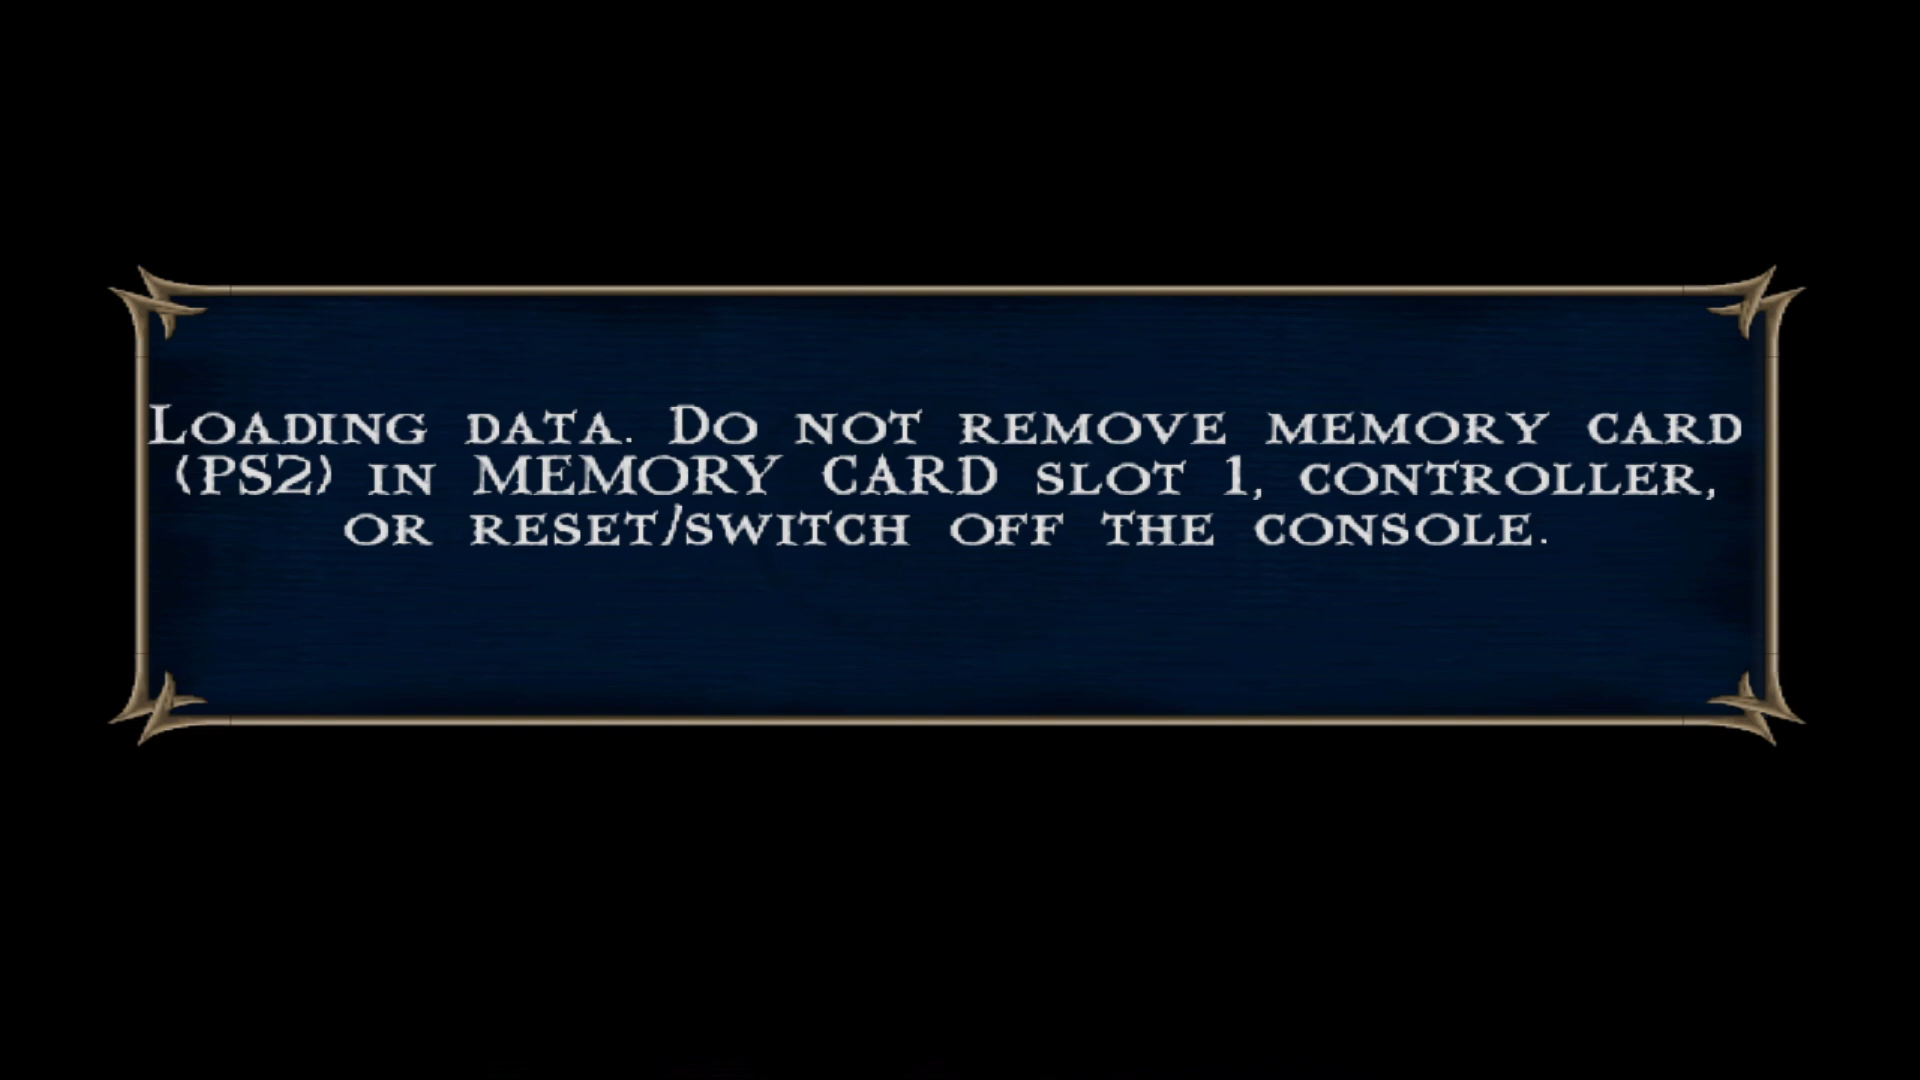 Loading data. Do not remove memory card
(PS2) in MEMORY CARD slot 1, controller,
or reset/switch off the console.